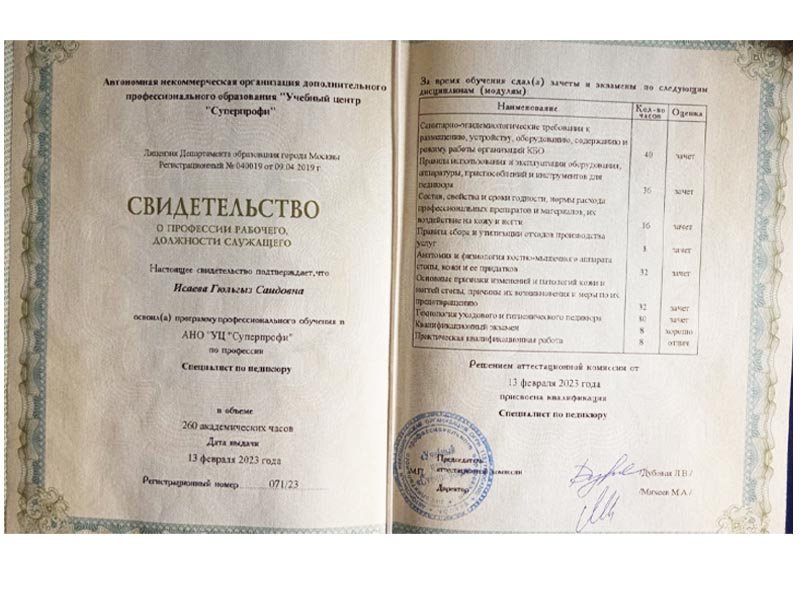 Автономная некоммерческая организация дополнительного
профессионального образования "Учебный центр
"Суперпрофи"
Лицензия Департамента образования города Москвы
Регистрационный № 040019 от 09.04.2019 г
СВИДЕТЕЛЬСТВО
О ПРОФЕССИИ РАБОЧЕГО,
ДОЛЖНОСТИ СЛУЖАЩЕГО
Настоящее свидетельство подтверждает, что
Исаева Гюльгыз Саидовна
освоил(а) программу профессионального обучения в
АНО "УЦ "Суперпрофи"
по профессии
Специалист по педикюру
в объеме
260 академических часов
Дата выдачи
13 февраля 2023 года
Регистрационный номер 071/23
За время обучения сдал(а) зачеты и экзамены по следующим
дисциплинам (модулям)
Наименование Кол-во часов Оценка
Санитарно-эпидемиологические требования к
размещению, устройству, оборудованию, содержанию и
режиму работы организаций КБО 40 зачет
Правила использования и эксплуатации оборудования,
аппаратуры, приспособлений и инструментов для
педикюра 36 зачет
Состав, свойства и сроки годности, нормы расхода
профессиональных препаратов и материалов, их
воздействие на кожу и ногти 16 зачет
Правила сбора и утилизации отходов производства
услуг 8 зачет
Анатомия и физиология костно-мышечного аппарата
стопы, кожи и ее придатков 32 зачет
Основные признаки изменений и патологий кожи и
ногтей стопы, причины их возникновения и меры по их
предотвращению 32 зачет
Технология уходового и гигиенического педикюра 80 зачет
Квалификационный экзамен 8 хорошо
Практическая квалификационная работа 8 отлич
Решением аттестационной комиссии от
13 февраля 2023 года
присвоена квалификация
Специалист по педикюру
Председатель
М.П. аттестационной комиссии /Дубовая Л.В/
Директор /Мягков М.А/